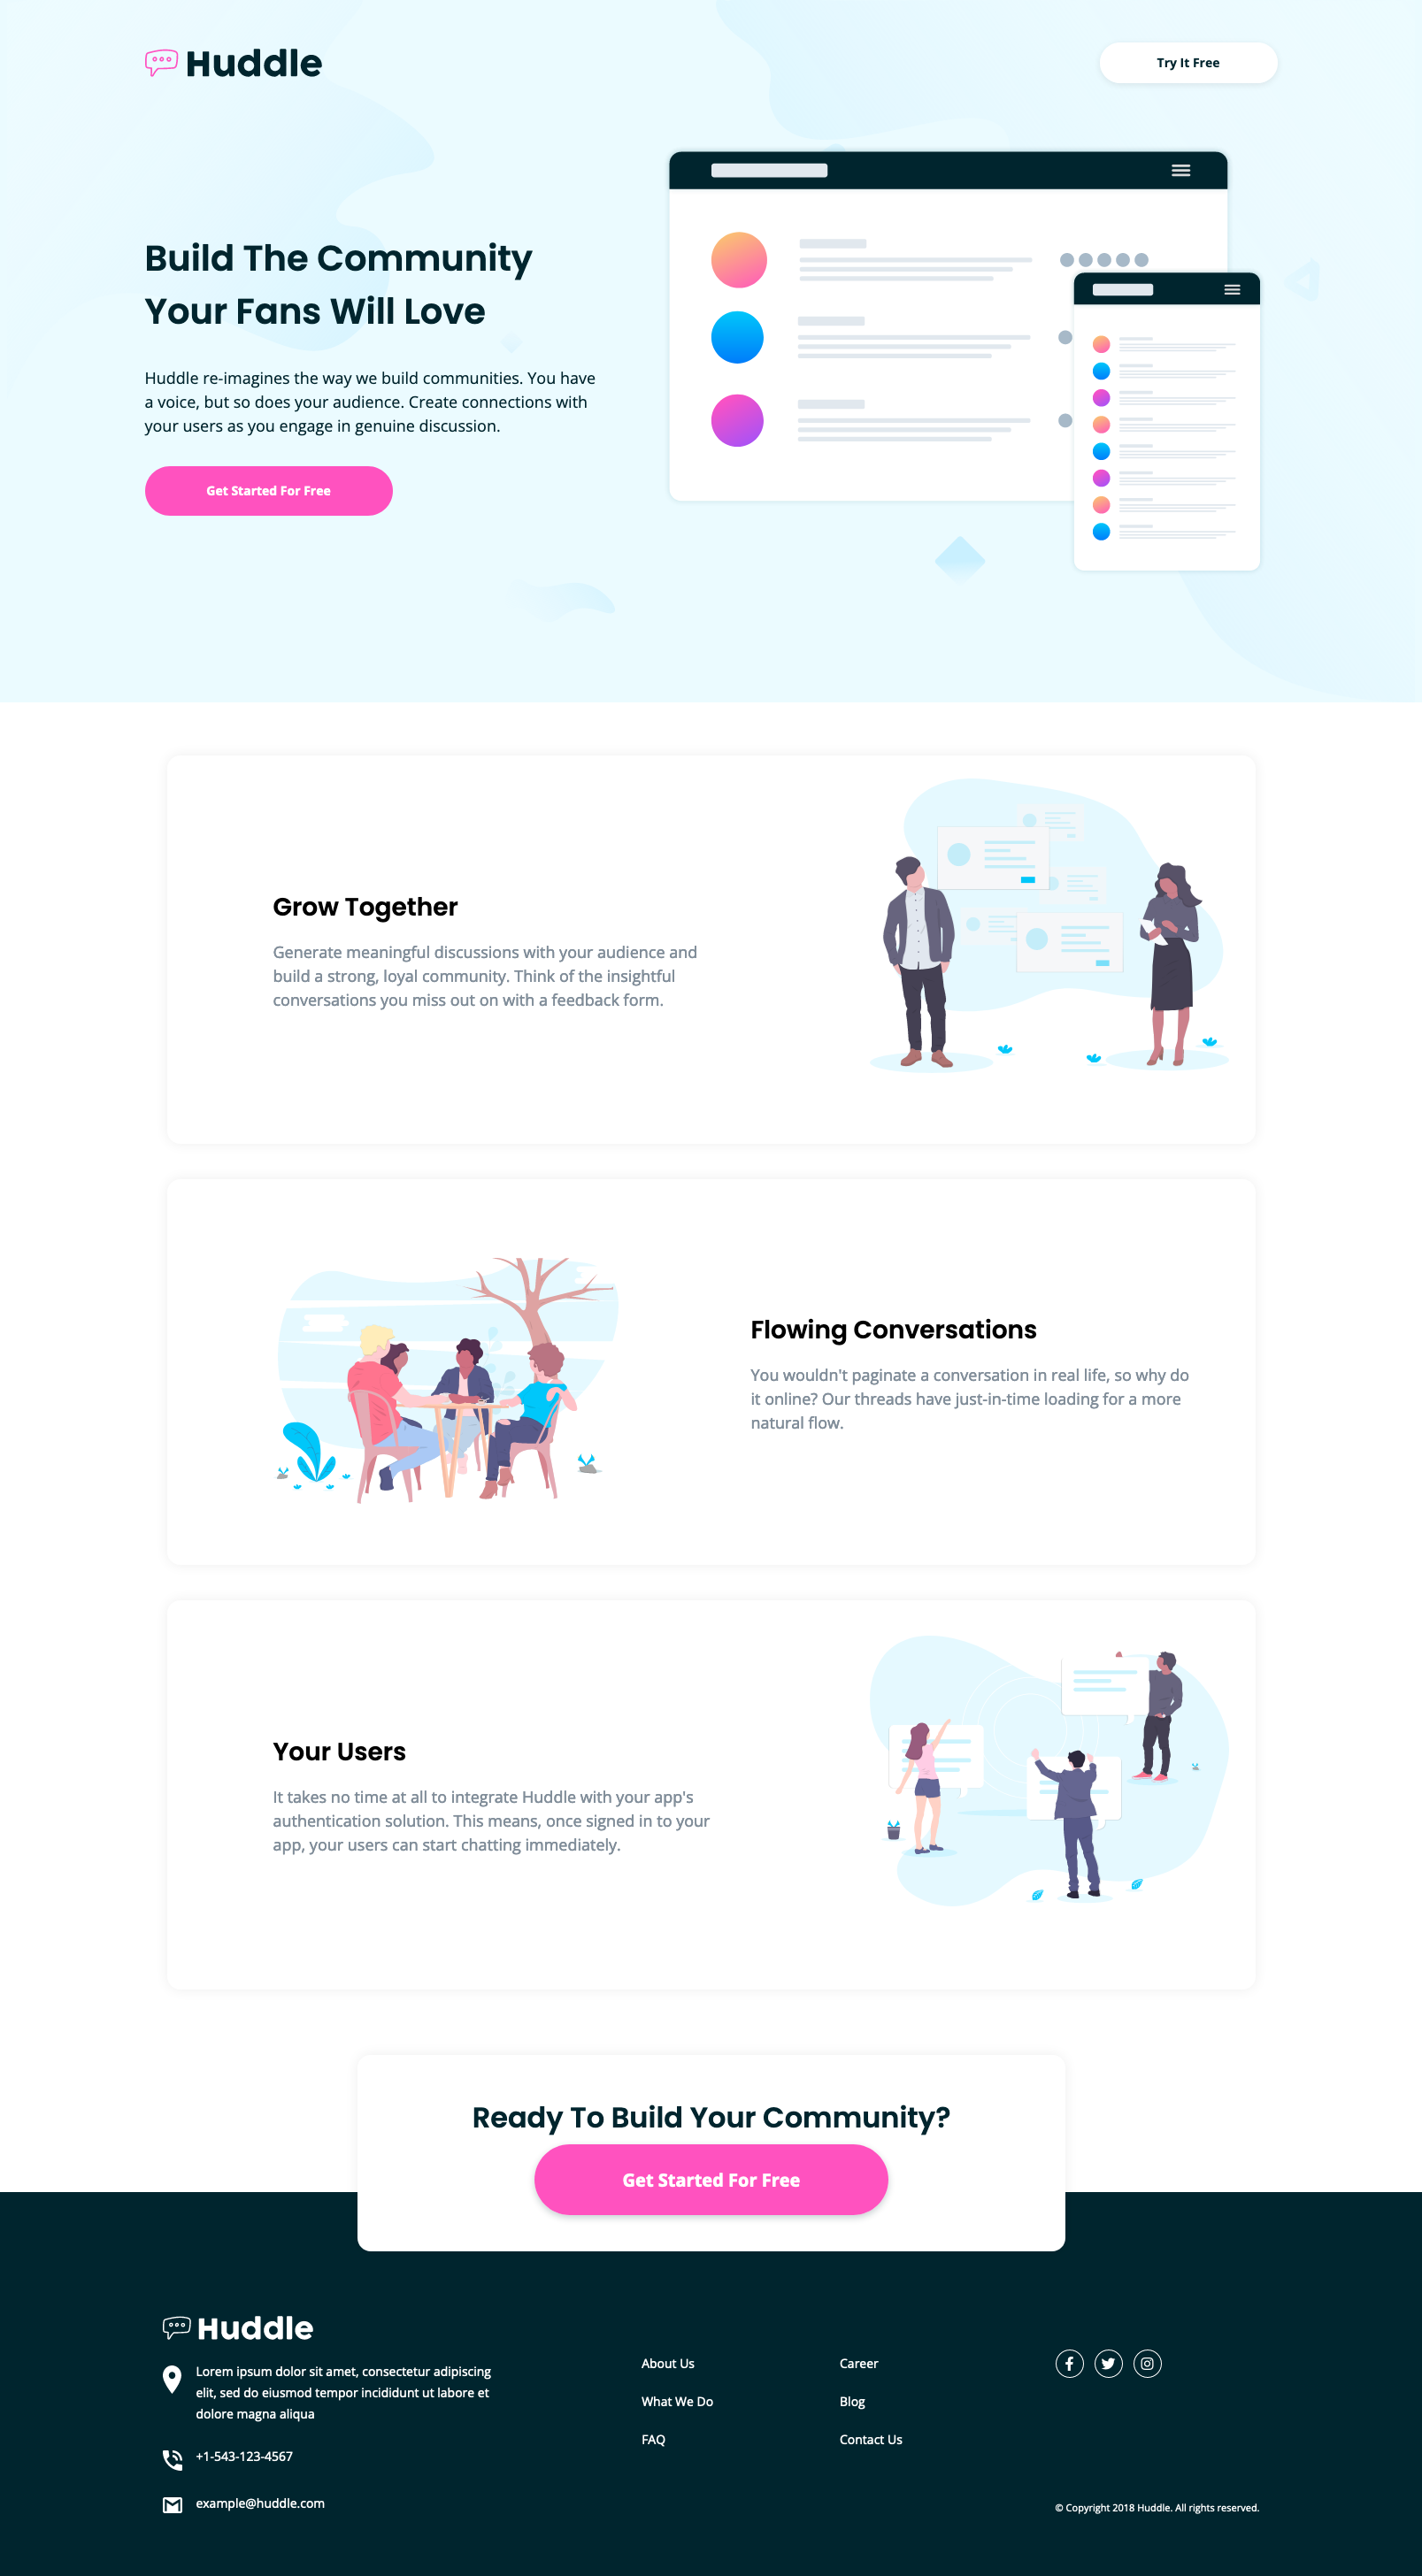 Huddle
Try It Free
Build The Community
Your Fans Will Love
Huddle re-imagines the way we build communities. You have
a voice, but so does your audience. Create connections with
your users as you engage in genuine discussion.
Get Started For Free
Grow Together
Generate meaningful discussions with your audience and
build a strong, loyal community. Think of the insightful
conversations you miss out on with a feedback form.
Flowing Conversations
You wouldn't paginate a conversation in real life, so why do
it online? Our threads have just-in-time loading for a more
natural flow.
Your Users
It takes no time at all to integrate Huddle with your app's
authentication solution. This means, once signed in to your
app, your users can start chatting immediately.
Ready To Build Your Community?
Get Started For Free
Huddle
Lorem ipsum dolor sit amet, consectetur adipiscing
elit, sed do eiusmod tempor incididunt ut labore et
dolore magna aliqua
+1-543-123-4567
example@huddle.com
About Us
What We Do
FAQ
Career
Blog
Contact Us
© Copyright 2018 Huddle. All rights reserved.